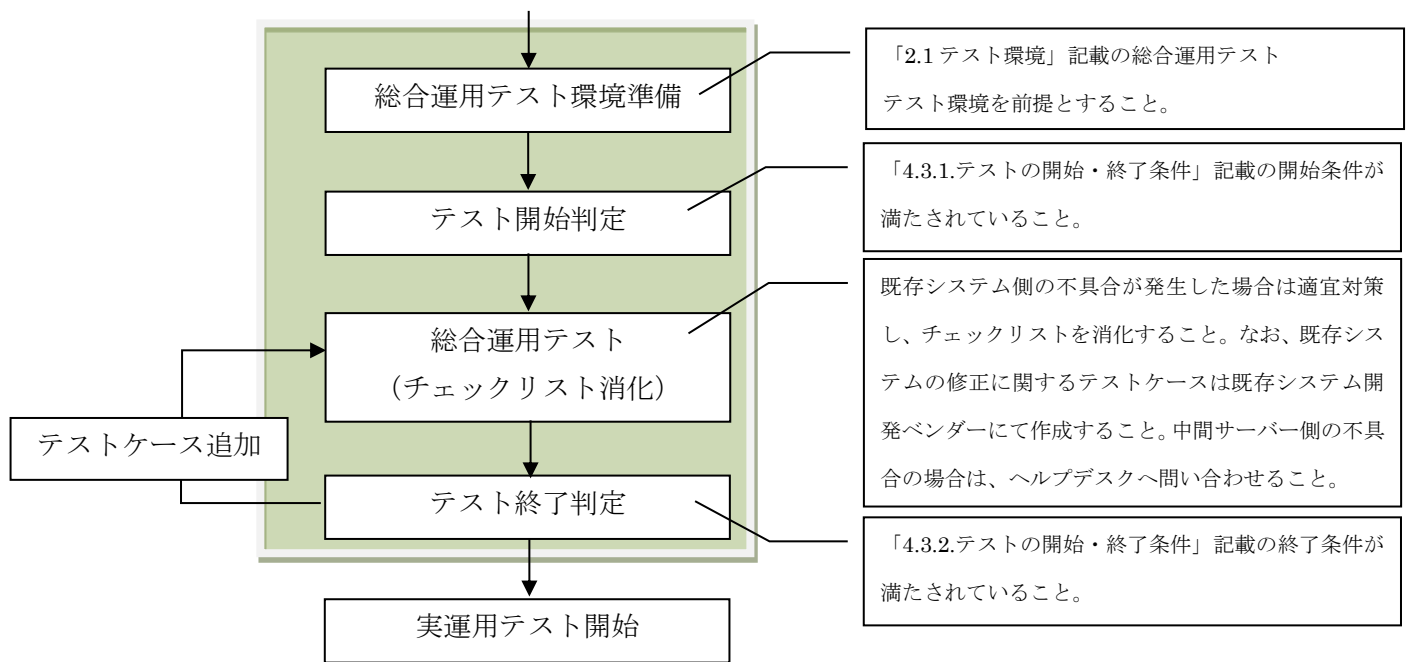 総合運用テスト環境準備
「2.1 テスト環境」記載の総合運用テスト
テスト環境を前提とすること。
テスト開始判定
「4.3.1.テストの開始・終了条件」記載の開始条件が
満たされていること。
総合運用テスト
（チェックリスト消化）
既存システム側の不具合が発生した場合は適宜対策
し、チェックリストを消化すること。なお、既存シス
テムの修正に関するテストケースは既存システム開
発ベンダーにて作成すること。中間サーバー側の不具
合の場合は、ヘルプデスクへ問い合わせること。
テストケース追加
テスト終了判定
「4.3.2.テストの開始・終了条件」記載の終了条件が
満たされていること。
実運用テスト開始